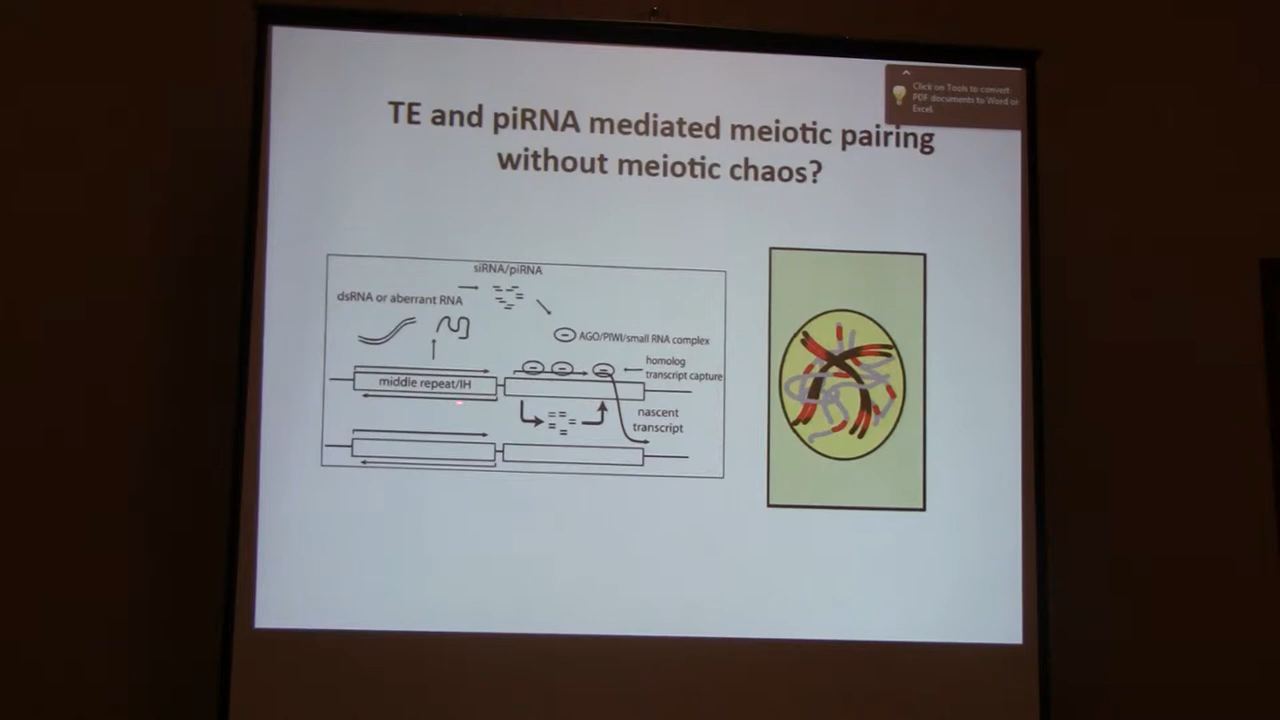 Click on Tools to convert
PDF documents to Word or
Excel.
TE and piRNA mediated meiotic pairing
without meiotic chaos?
siRNA/piRNA
dsRNA or aberrant RNA
AGO/PIWI/small RNA complex
homolog
transcript capture
middle repeat/IH
nascent
transcript